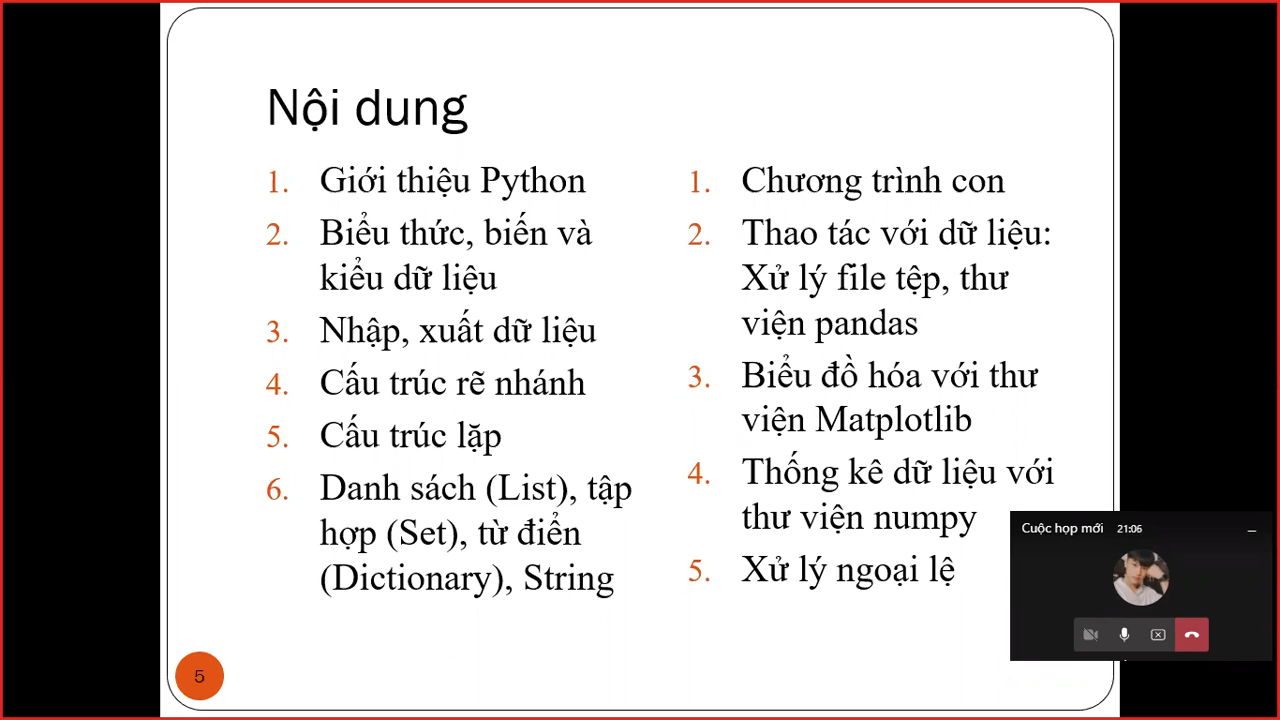 Nội dung
1. Giới thiệu Python
2. Biểu thức, biến và
kiểu dữ liệu
3. Nhập, xuất dữ liệu
4. Cấu trúc rẽ nhánh
5. Cấu trúc lặp
6. Danh sách (List), tập
hợp (Set), từ điển
(Dictionary), String
1. Chương trình con
2. Thao tác với dữ liệu:
Xử lý file tệp, thư
viện pandas
3. Biểu đồ hóa với thư
viện Matplotlib
4. Thống kê dữ liệu với
thư viện numpy
5. Xử lý ngoại lệ
Cuộc họp mới 21:06
5